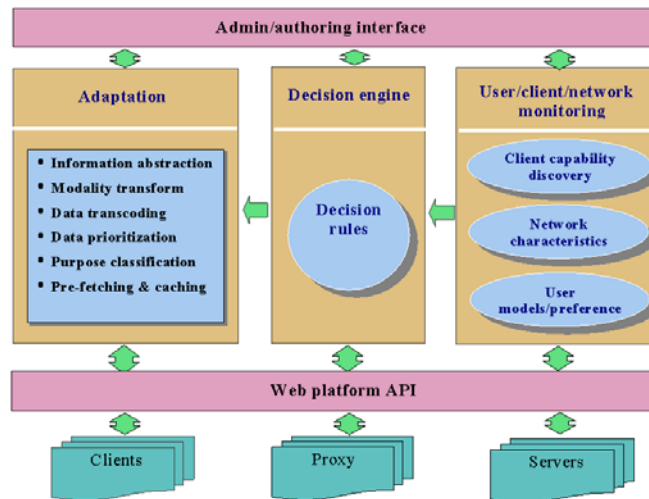 Admin/authoring interface
Adaptation
• Information abstraction
• Modality transform
• Data transcoding
• Data prioritization
• Purpose classification
• Pre-fetching & caching
Decision engine
Decision
rules
User/client/network
monitoring
Client capability
discovery
Network
characteristics
User
models/preference
Web platform API
Clients
Proxy
Servers